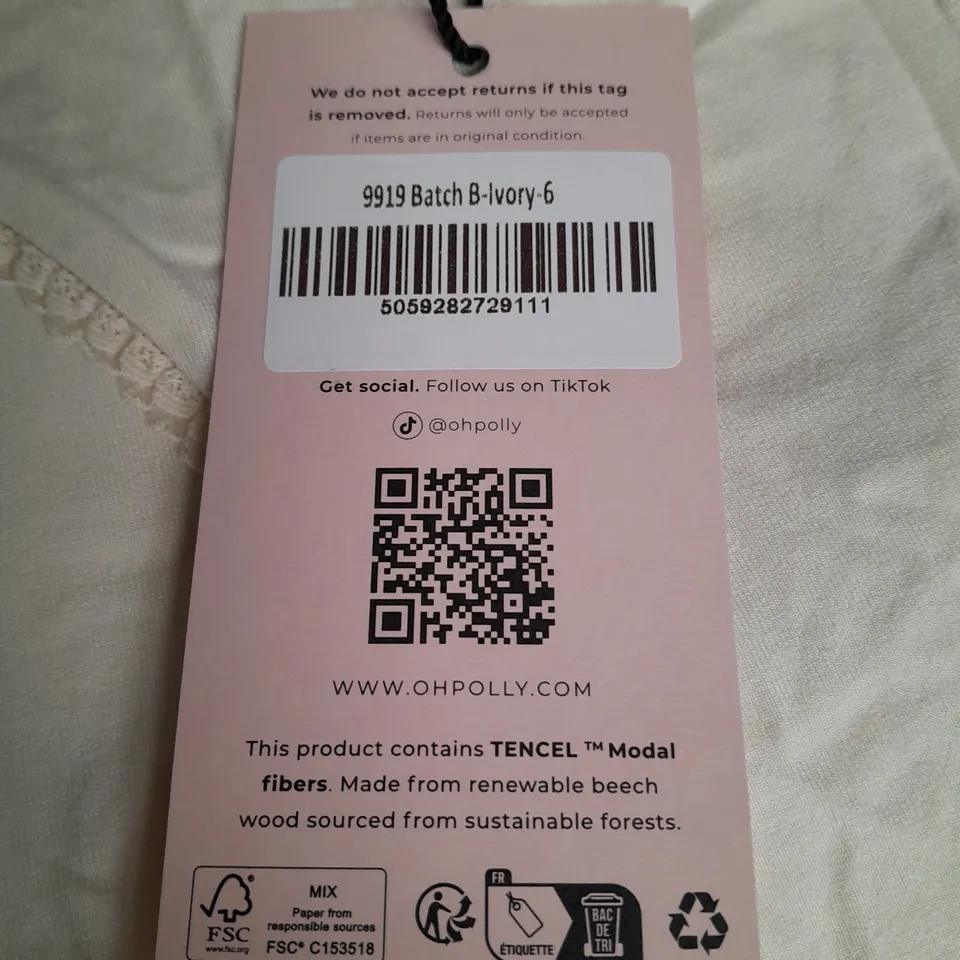 We do not accept returns if this tag
is removed. Returns will only be accepted
if items are in original condition.
9919 Batch B-Ivory-6
5059282729111
Get social. Follow us on TikTok
@ohpolly
WWW.OHPOLLY.COM
This product contains TENCEL ™ Modal
fibers. Made from renewable beech
wood sourced from sustainable forests.
FSC
www.fsc.org
MIX
Paper from
responsible sources
FSC® C153518
FR
ÉTIQUETTE
BAC
DE
TRI